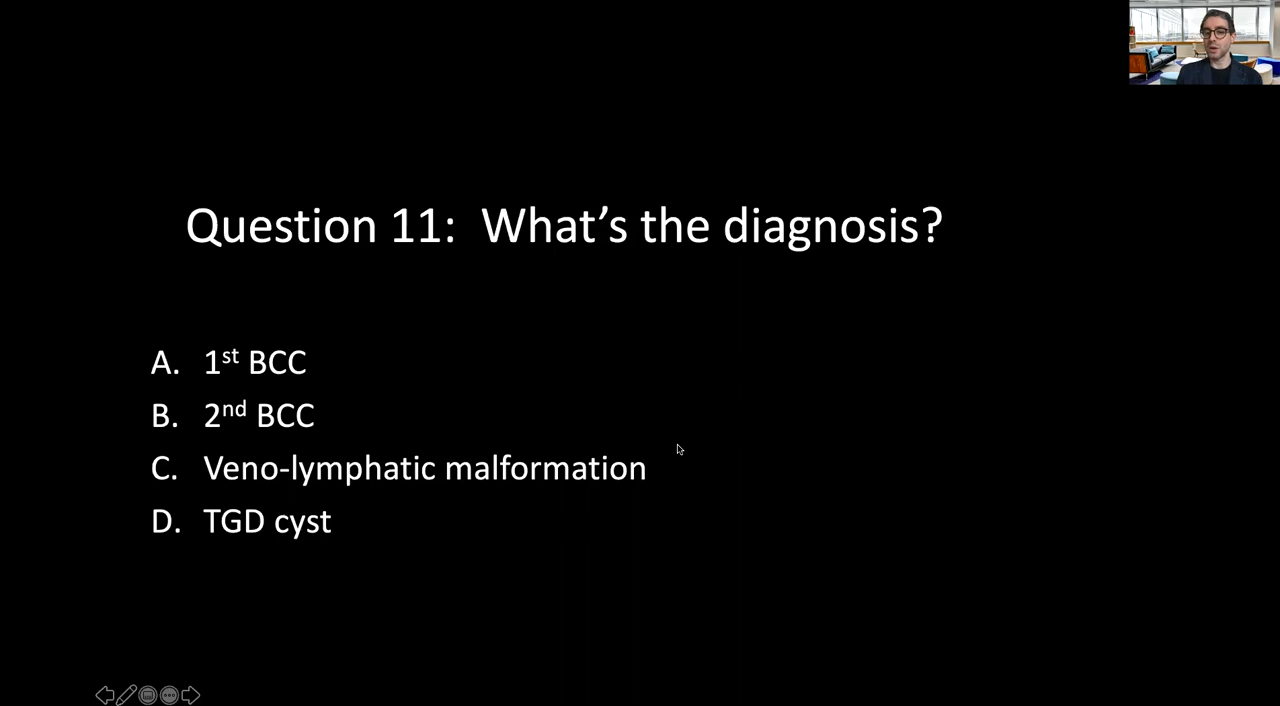 Question 11: What's the diagnosis?
A. 1st BCC
B. 2nd BCC
C. Veno-lymphatic malformation
D. TGD cyst